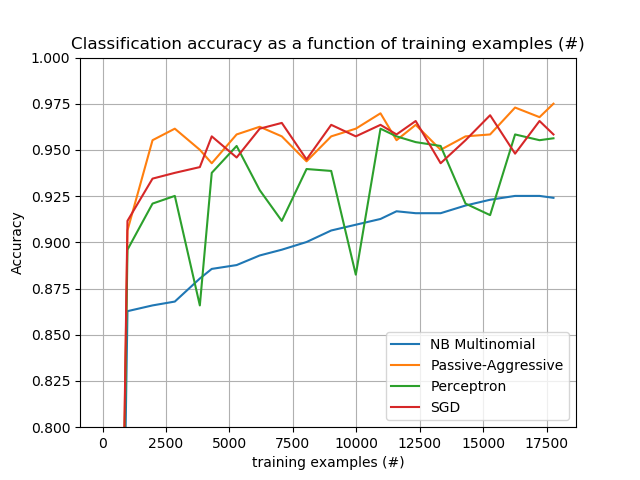 Classification accuracy as a function of training examples (#)
1.000
0.975
0.950
0.925
0.900
0.875
0.850
0.825
0.800
Accuracy
NB Multinomial
Passive-Aggressive
Perceptron
SGD
0 2500 5000 7500 10000 12500 15000 17500
training examples (#)